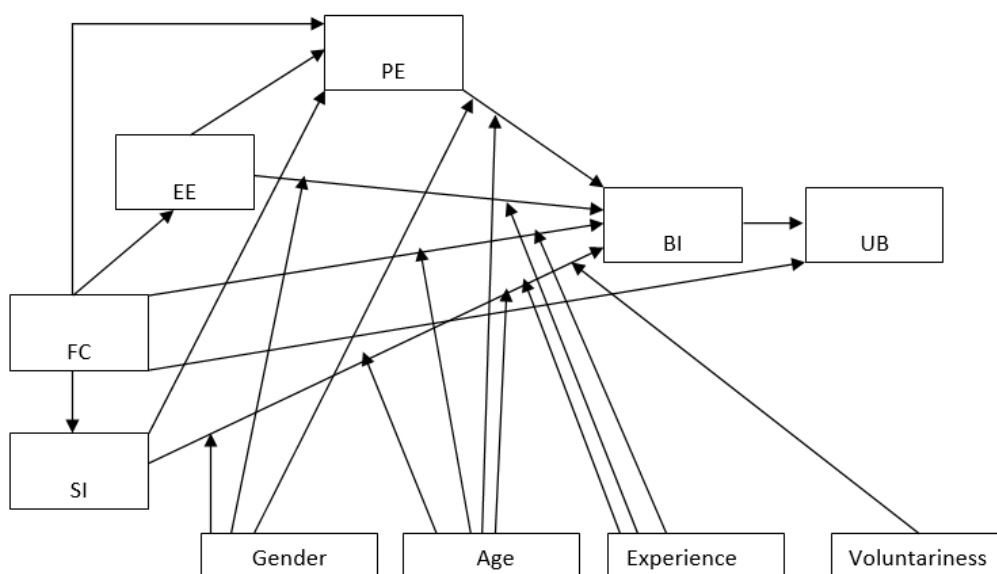 PE
EE
BI
UB
FC
SI
Gender
Age
Experience
Voluntariness